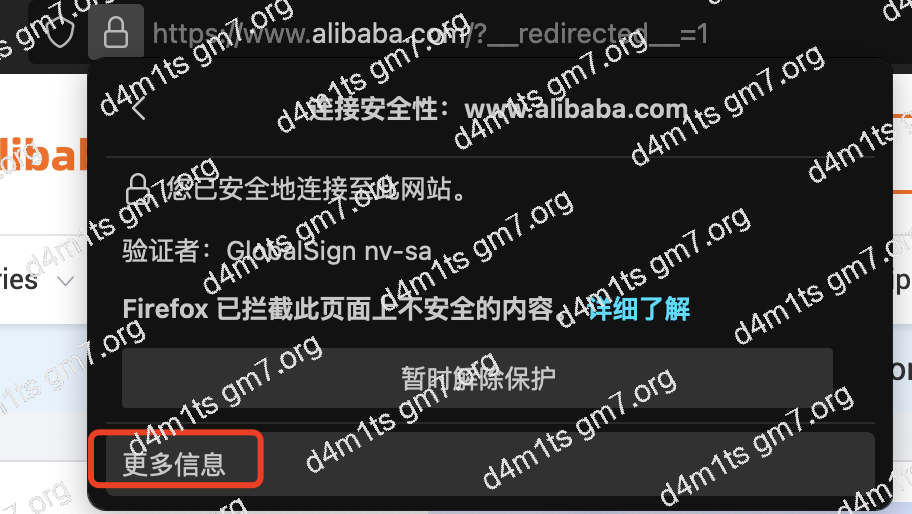 https://www.alibaba.com/?__redirected__=1
连接安全性：www.alibaba.com
libab
您已安全地连接至此网站。
验证者：GlobalSign nv-sa
ries
Firefox 已拦截此页面上不安全的内容。 详细了解
暂时解除保护
更多信息
d4m1ts gm7.org